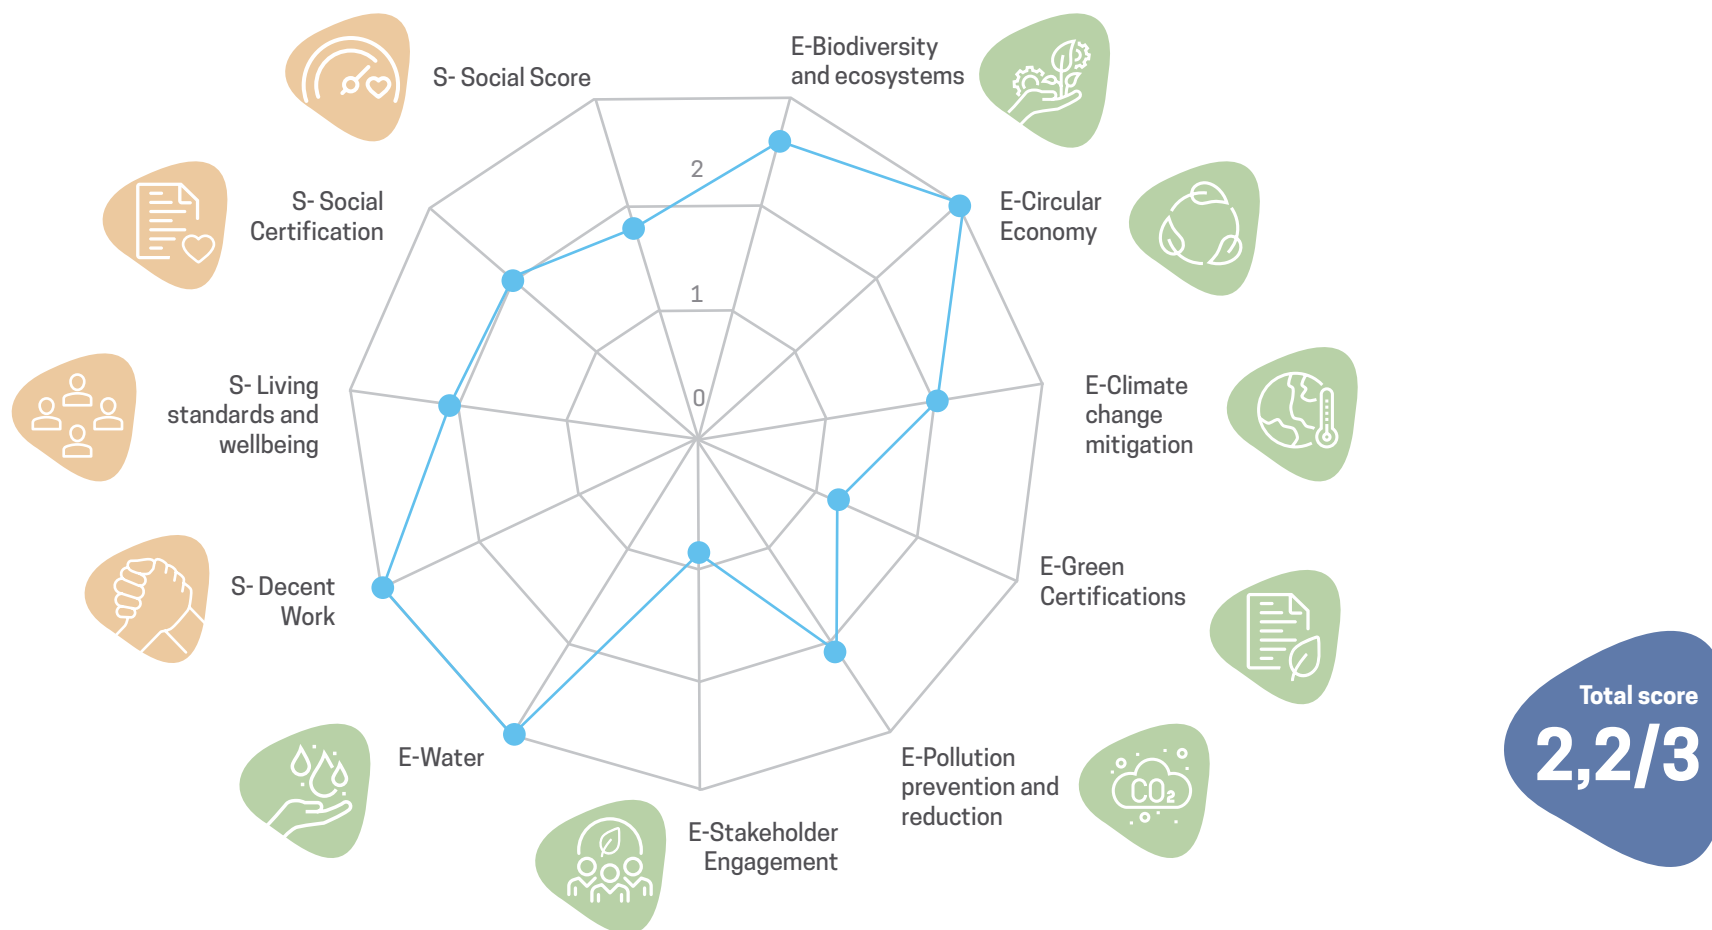 S- Social Score
E-Biodiversity
and ecosystems
2
S- Social
Certification
E-Circular
Economy
1
0
S- Living
standards and
wellbeing
E-Climate
change
mitigation
S- Decent
Work
E-Green
Certifications
Total score
2,2/3
E-Water
E-Pollution
prevention and
reduction
CO₂
E-Stakeholder
Engagement